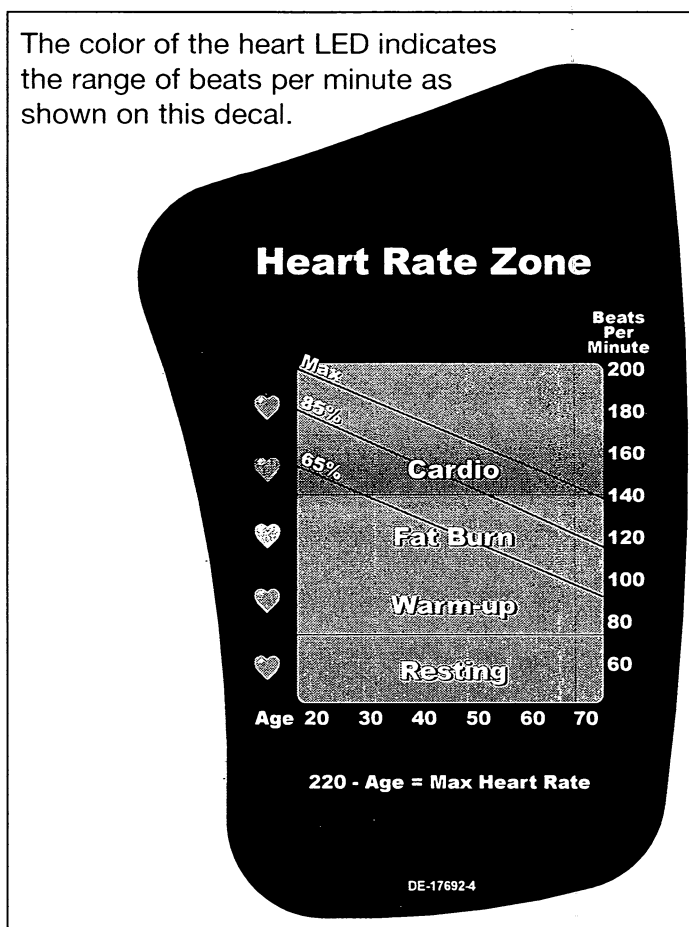 The color of the heart LED indicates
the range of beats per minute as
shown on this decal.
Heart Rate Zone
Beats
Per
Minute
Max
85%
65%
Cardio
Fat Burn
Warm-up
Resting
200
180
160
140
120
100
80
60
Age 20 30 40 50 60 70
220 - Age = Max Heart Rate
DE-17692-4